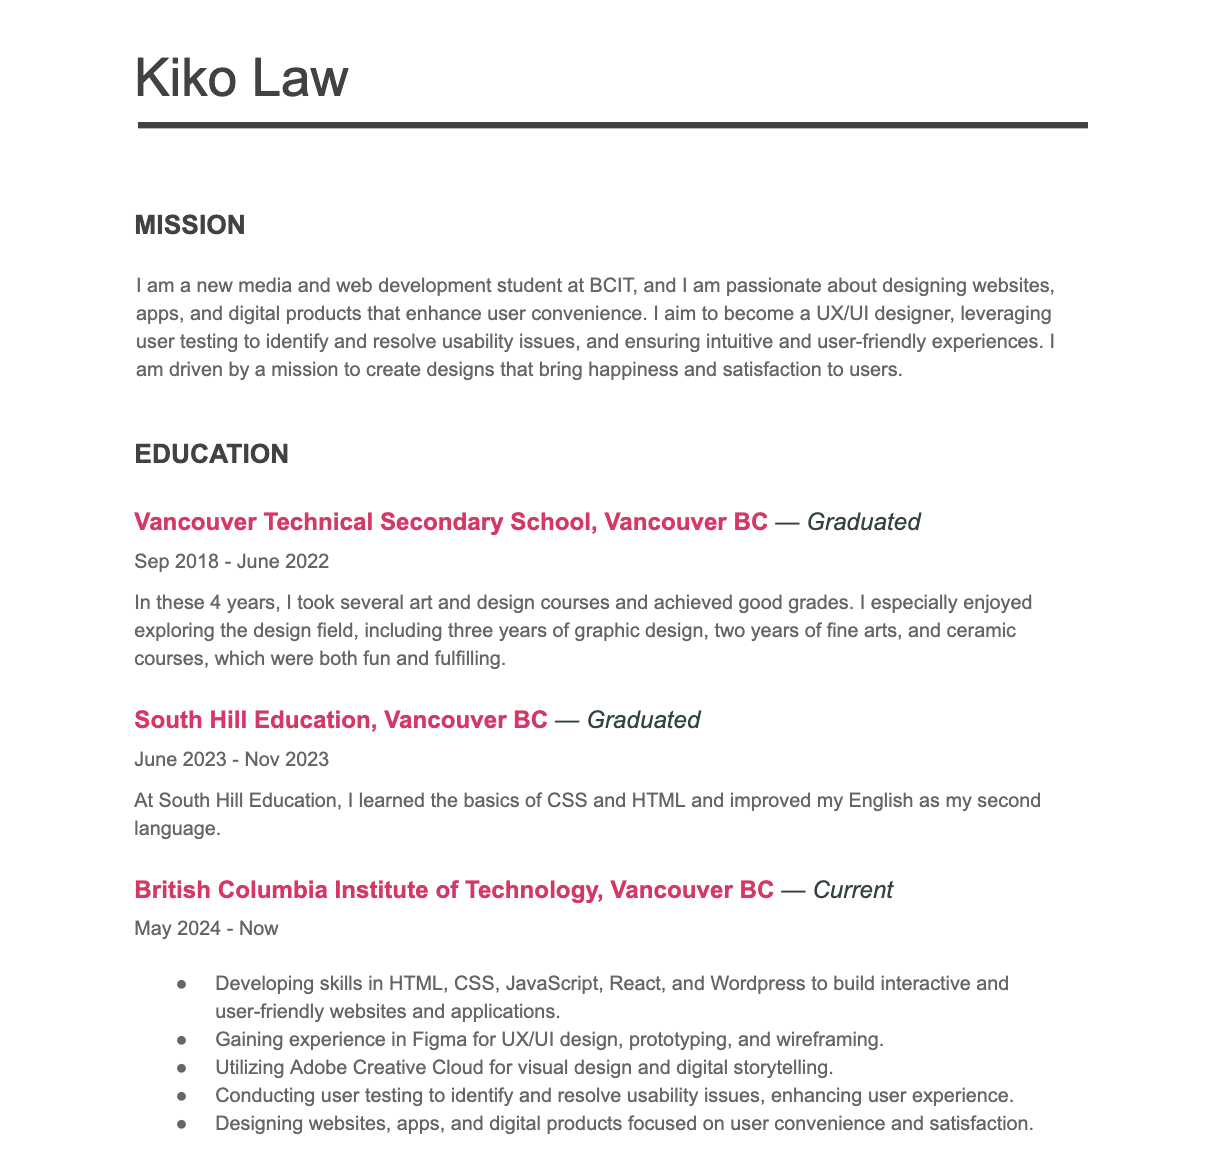 Kiko Law
MISSION
I am a new media and web development student at BCIT, and I am passionate about designing websites,
apps, and digital products that enhance user convenience. I aim to become a UX/UI designer, leveraging
user testing to identify and resolve usability issues, and ensuring intuitive and user-friendly experiences. I
am driven by a mission to create designs that bring happiness and satisfaction to users.
EDUCATION
Vancouver Technical Secondary School, Vancouver BC — Graduated
Sep 2018 - June 2022
In these 4 years, I took several art and design courses and achieved good grades. I especially enjoyed
exploring the design field, including three years of graphic design, two years of fine arts, and ceramic
courses, which were both fun and fulfilling.
South Hill Education, Vancouver BC — Graduated
June 2023 - Nov 2023
At South Hill Education, I learned the basics of CSS and HTML and improved my English as my second
language.
British Columbia Institute of Technology, Vancouver BC — Current
May 2024 - Now
● Developing skills in HTML, CSS, JavaScript, React, and Wordpress to build interactive and
user-friendly websites and applications.
● Gaining experience in Figma for UX/UI design, prototyping, and wireframing.
● Utilizing Adobe Creative Cloud for visual design and digital storytelling.
● Conducting user testing to identify and resolve usability issues, enhancing user experience.
● Designing websites, apps, and digital products focused on user convenience and satisfaction.